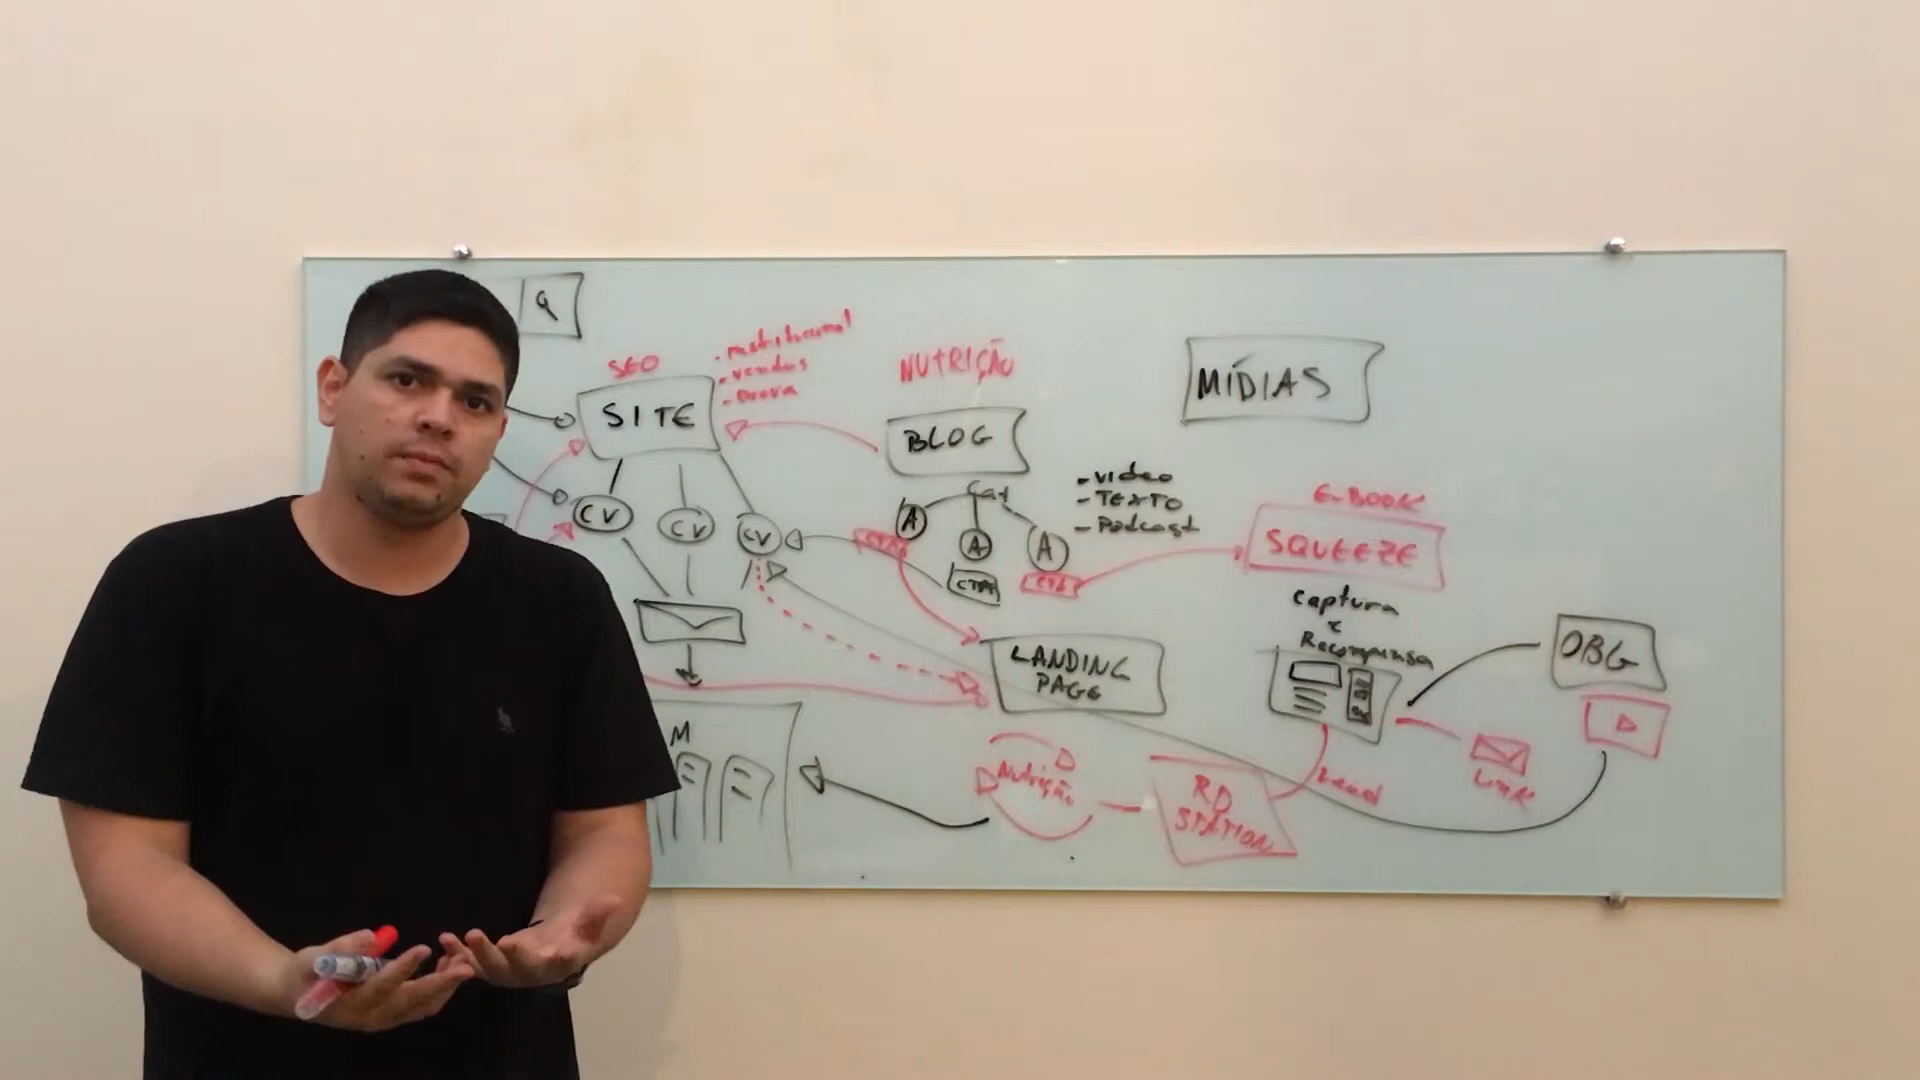 SEO
SITE
- vendas
- prova
CV
CV
CV
M
NUTRIÇÃO
BLOG
Cat
A
A
A
CTA
CTA
CTA
- video
- TEXTO
- Podcast
MÍDIAS
E-BOOK
SQUEEZE
Captura
e
Recompensa
LANDING
PAGE
OBG
Link
Lead
RD
STATION
Nutrição